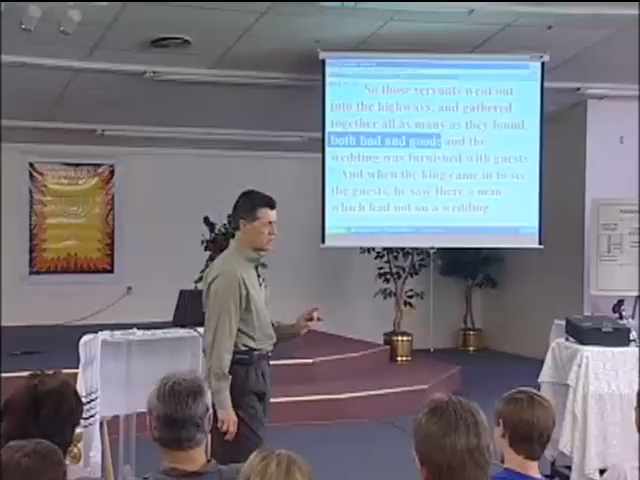 So those servants went out
into the highways, and gathered
together all as many as they found,
both bad and good: and the
wedding was furnished with guests
And when the king came in to see
the guests, he saw there a man
which had not on a wedding